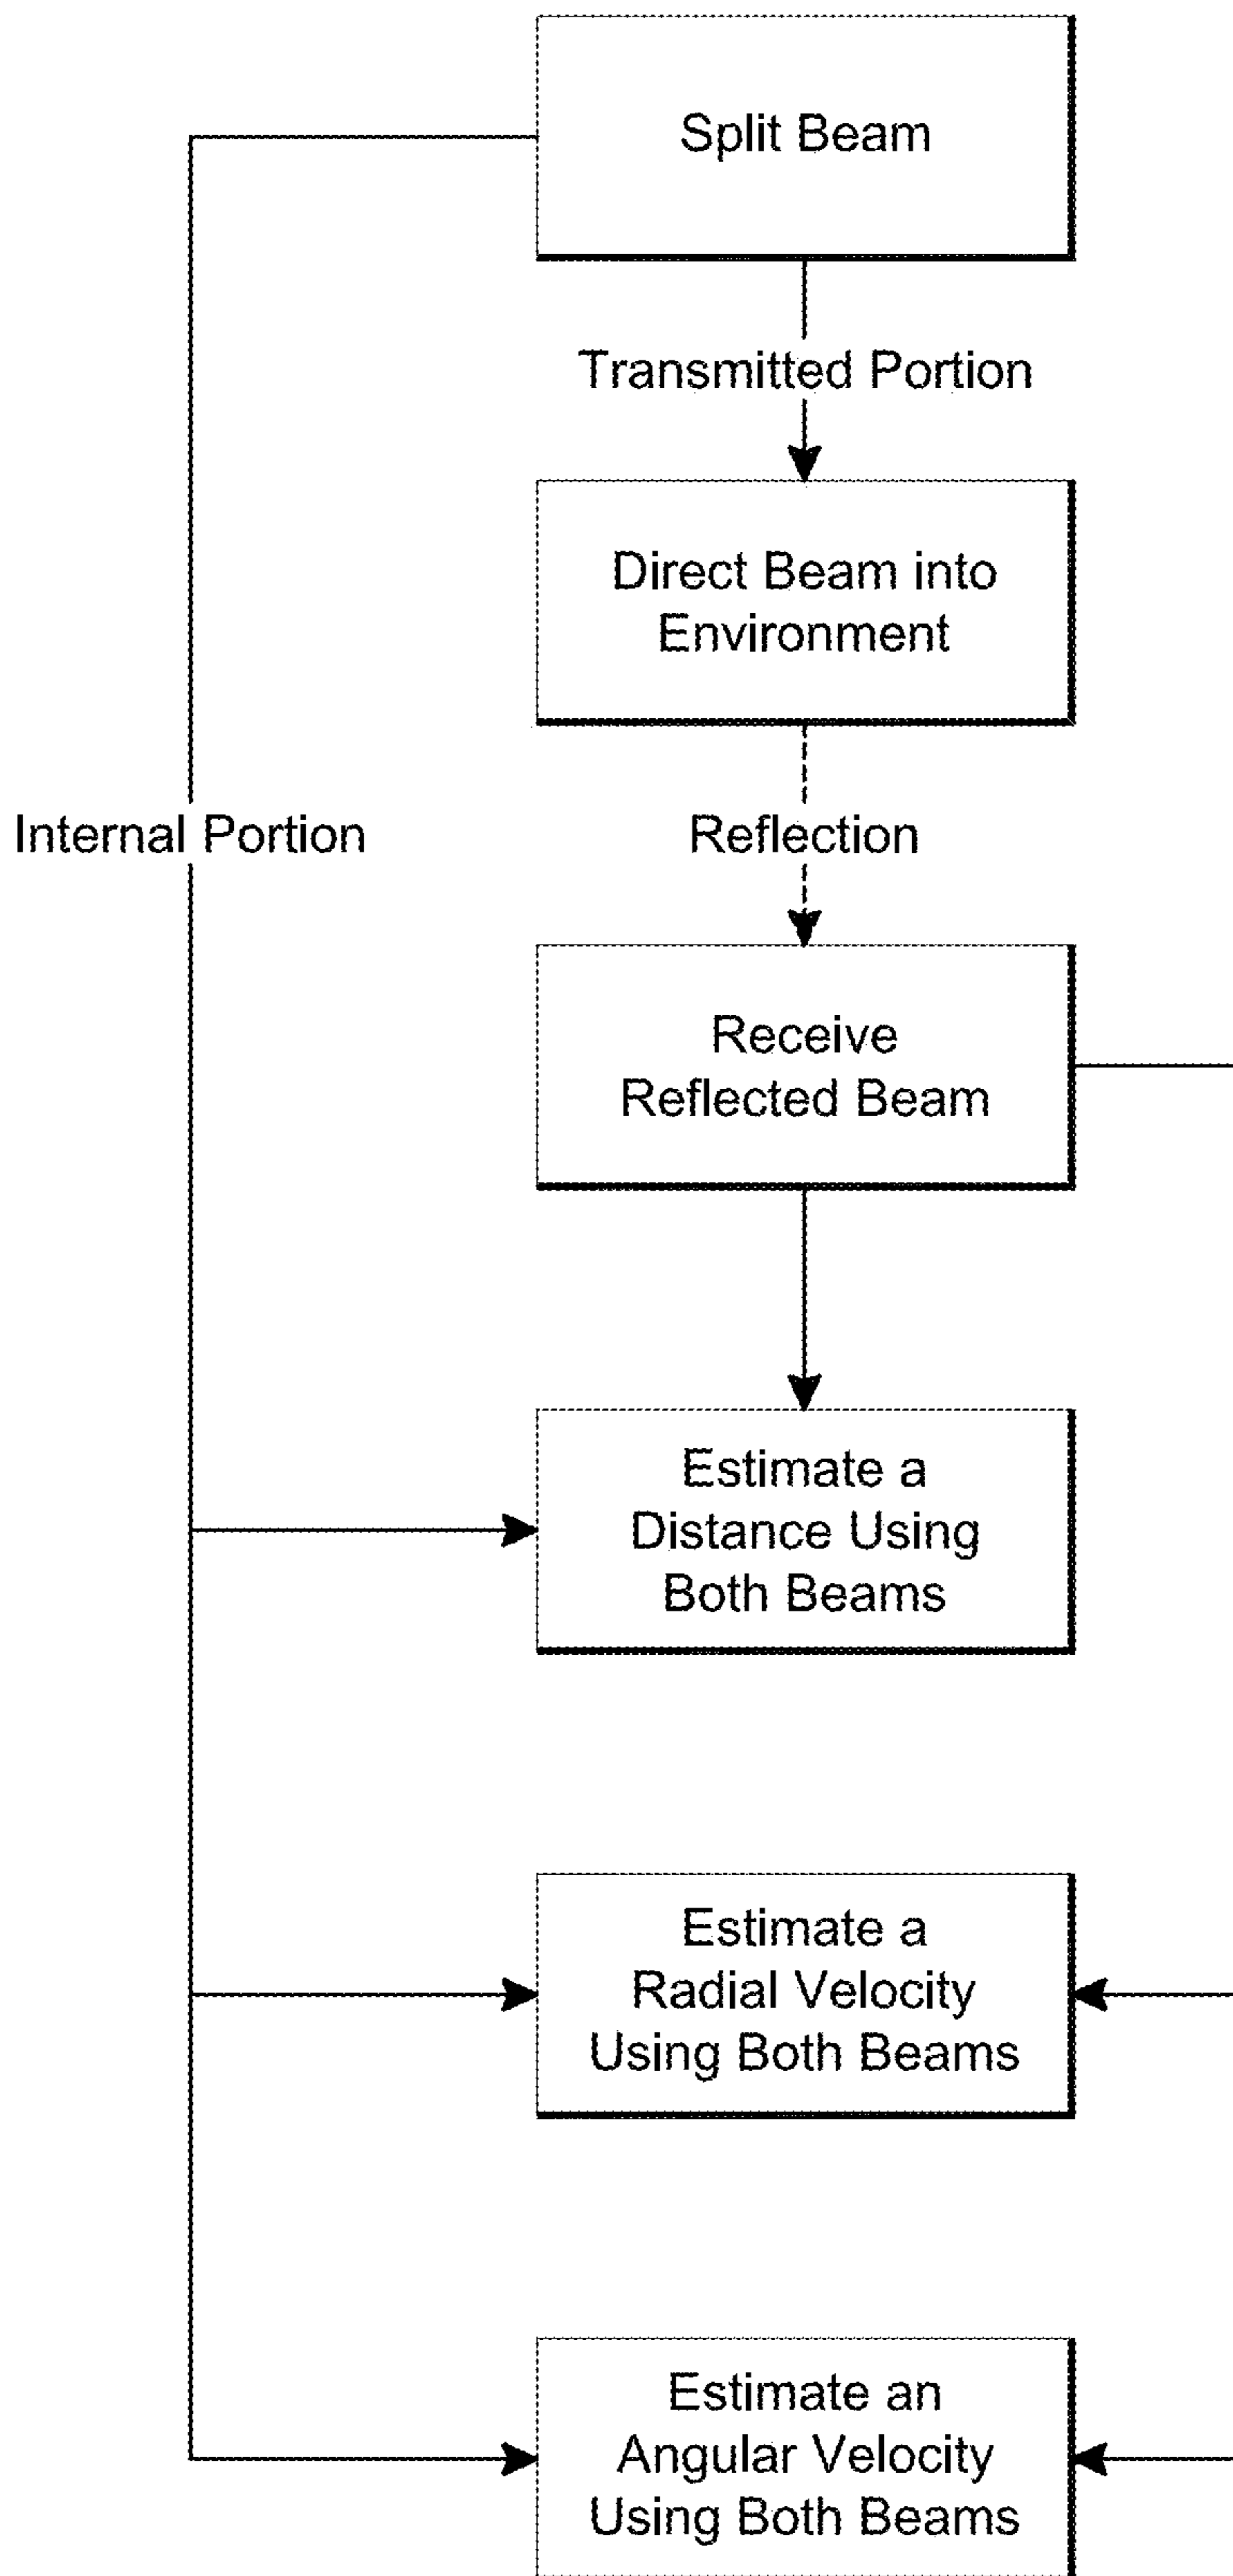 Split Beam
Transmitted Portion
Direct Beam into
Environment
Internal Portion
Reflection
Receive
Reflected Beam
Estimate a
Distance Using
Both Beams
Estimate a
Radial Velocity
Using Both Beams
Estimate an
Angular Velocity
Using Both Beams